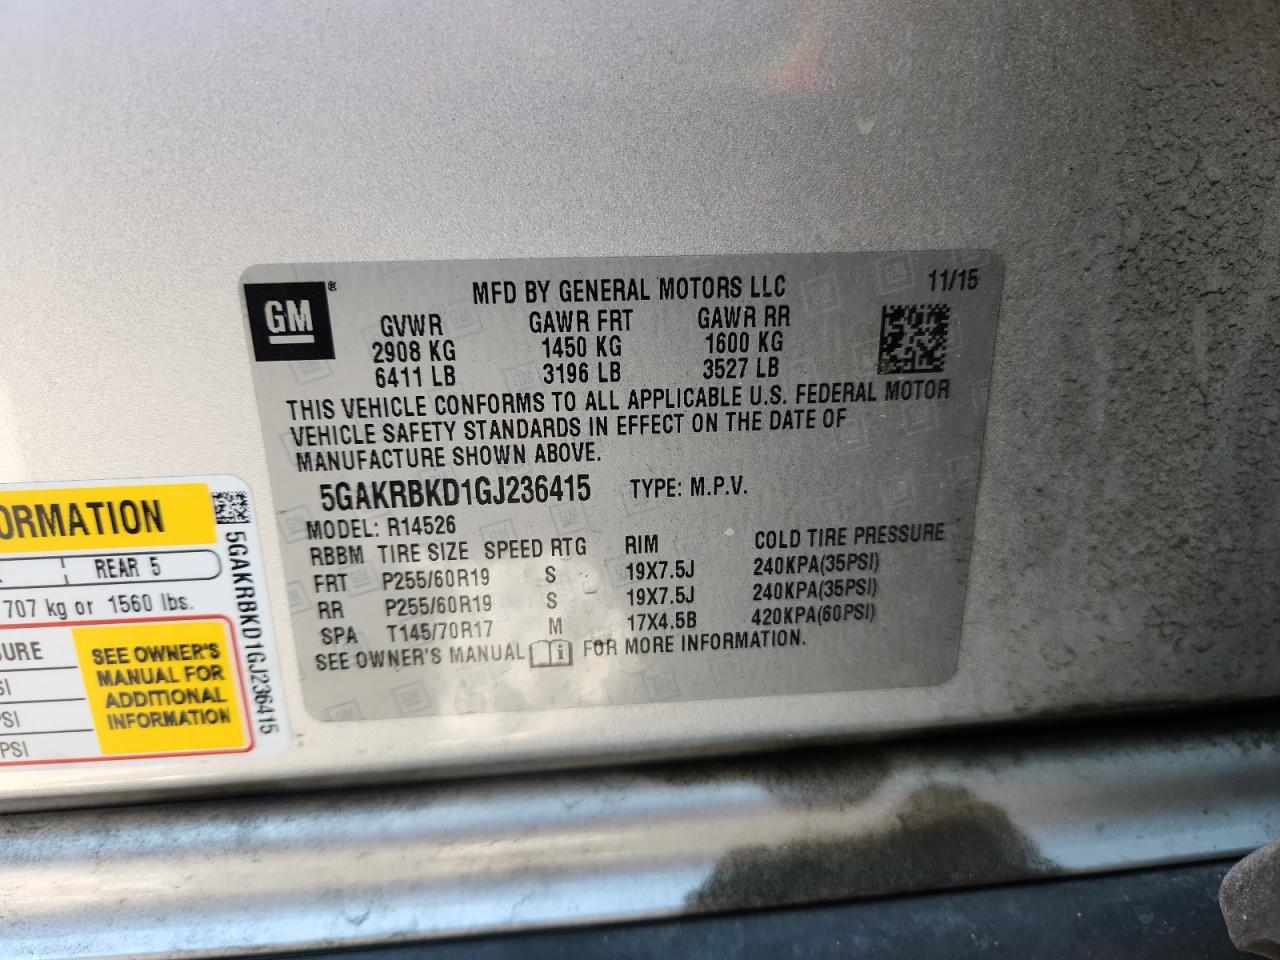 GM ®
MFD BY GENERAL MOTORS LLC 11/15
GVWR GAWR FRT GAWR RR
2908 KG 1450 KG 1600 KG
6411 LB 3196 LB 3527 LB
THIS VEHICLE CONFORMS TO ALL APPLICABLE U.S. FEDERAL MOTOR
VEHICLE SAFETY STANDARDS IN EFFECT ON THE DATE OF
MANUFACTURE SHOWN ABOVE.
5GAKRBKD1GJ236415 TYPE: M.P.V.
MODEL: R14526
RBBM TIRE SIZE SPEED RTG RIM COLD TIRE PRESSURE
FRT P255/60R19 S 19X7.5J 240KPA(35PSI)
RR P255/60R19 S 19X7.5J 240KPA(35PSI)
SPA T145/70R17 M 17X4.5B 420KPA(60PSI)
SEE OWNER'S MANUAL FOR MORE INFORMATION.
ORMATION
REAR 5
707 kg or 1560 lbs.
URE
SI
PSI
PSI
SEE OWNER'S
MANUAL FOR
ADDITIONAL
INFORMATION
5GAKRBKD1GJ236415